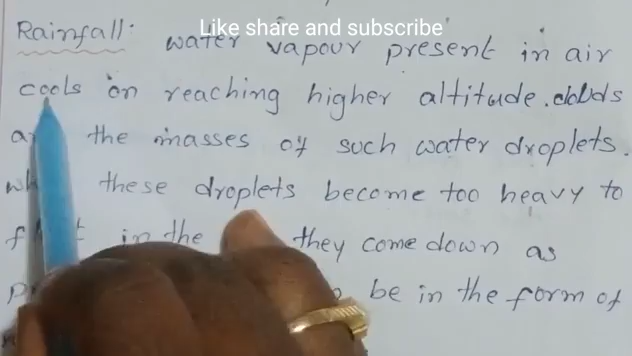 Like share and subscribe
Rainfall: water vapour present in air
cools on reaching higher altitude. clouds
the masses of such water droplets.
these droplets become too heavy to
in the they come down as
be in the form of